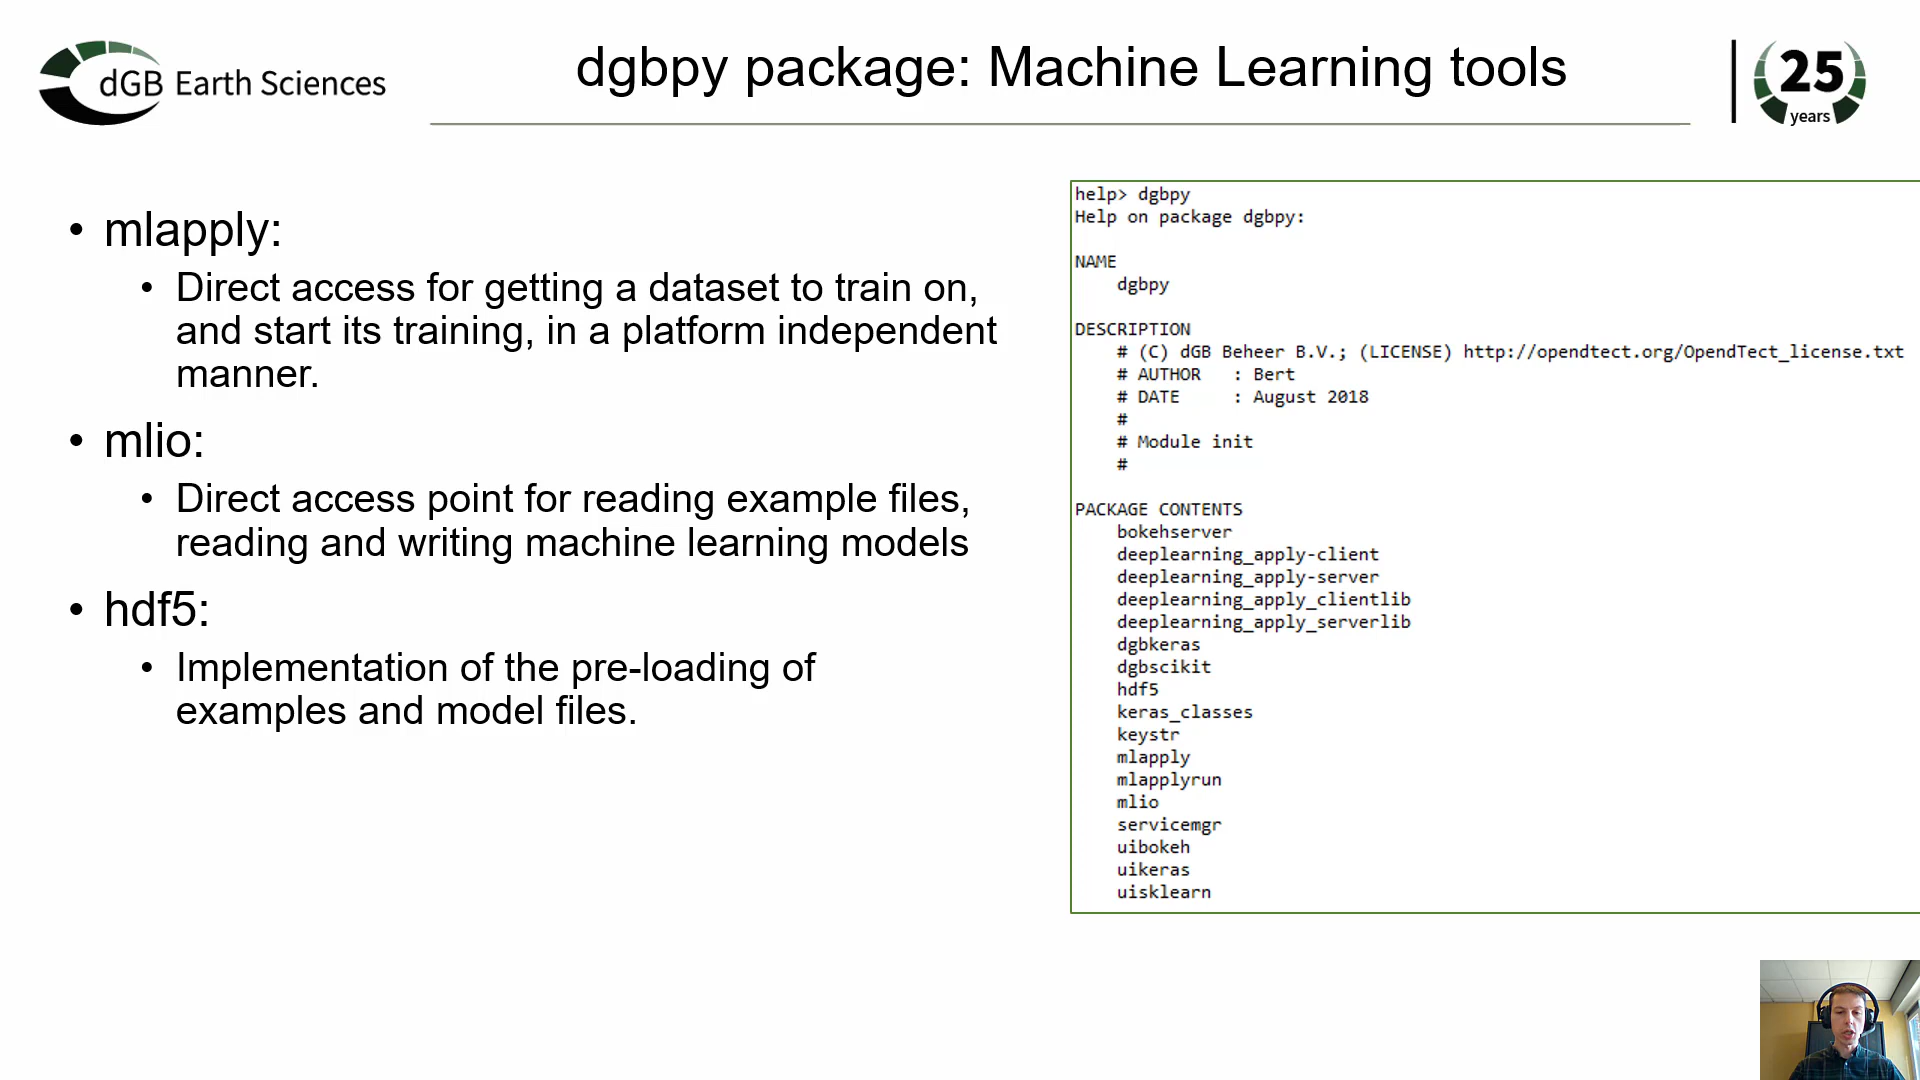 dGB Earth Sciences
dgbpy package: Machine Learning tools
25
years
• mlapply:
• Direct access for getting a dataset to train on,
and start its training, in a platform independent
manner.
• mlio:
• Direct access point for reading example files,
reading and writing machine learning models
• hdf5:
• Implementation of the pre-loading of
examples and model files.
help> dgbpy
Help on package dgbpy:
NAME
dgbpy
DESCRIPTION
# (C) dGB Beheer B.V.; (LICENSE) http://opendtect.org/OpendTect_license.txt
# AUTHOR : Bert
# DATE : August 2018
#
# Module init
#
PACKAGE CONTENTS
bokehserver
deeplearning_apply-client
deeplearning_apply-server
deeplearning_apply_clientlib
deeplearning_apply_serverlib
dgbkeras
dgbscikit
hdf5
keras_classes
keystr
mlapply
mlapplyrun
mlio
servicemgr
uibokeh
uikeras
uisklearn